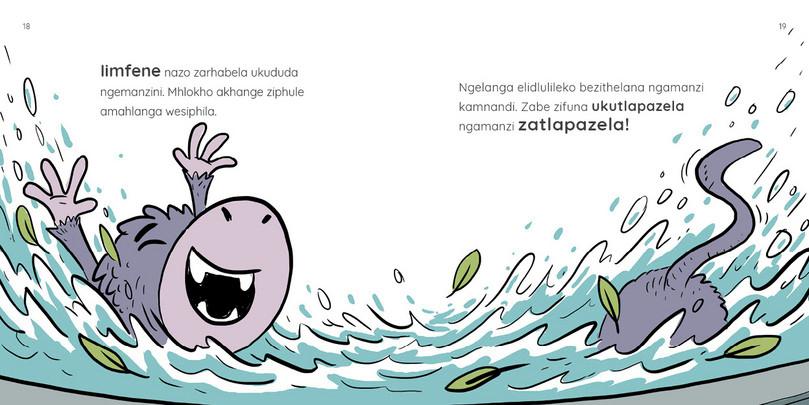 18
Iimfene nazo zarhabela ukududa
ngemanzini. Mhlokho akhange ziphule
amahlanga wesiphila.
19
Ngelanga elidlulileko bezithelana ngamanzi
kamnandi. Zabe zifuna ukutlapazela
ngamanzi zatlapazela!